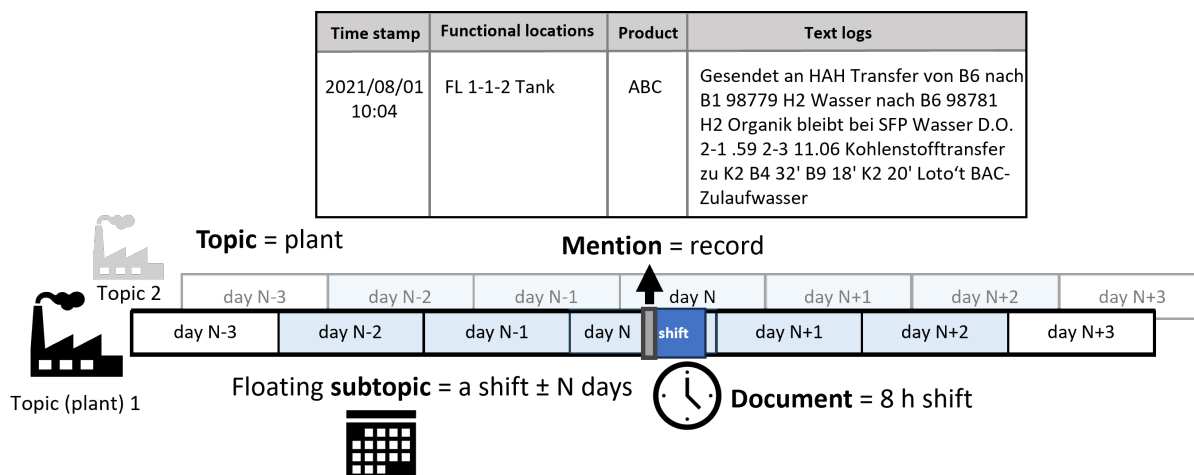 Time stamp Functional locations Product Text logs
2021/08/01 10:04 FL 1-1-2 Tank ABC
Gesendet an HAH Transfer von B6 nach
B1 98779 H2 Wasser nach B6 98781
H2 Organik bleibt bei SFP Wasser D.O.
2-1 .59 2-3 11.06 Kohlenstofftransfer
zu K2 B4 32' B9 18' K2 20' Loto‘t BAC-
Zulaufwasser
Topic = plant
Mention = record
Topic 2
day N-3 day N-2 day N-1 day N day N+1 day N+2 day N+3
day N-3 day N-2 day N-1 day N shift day N+1 day N+2 day N+3
Topic (plant) 1
Floating subtopic = a shift ± N days
Document = 8 h shift